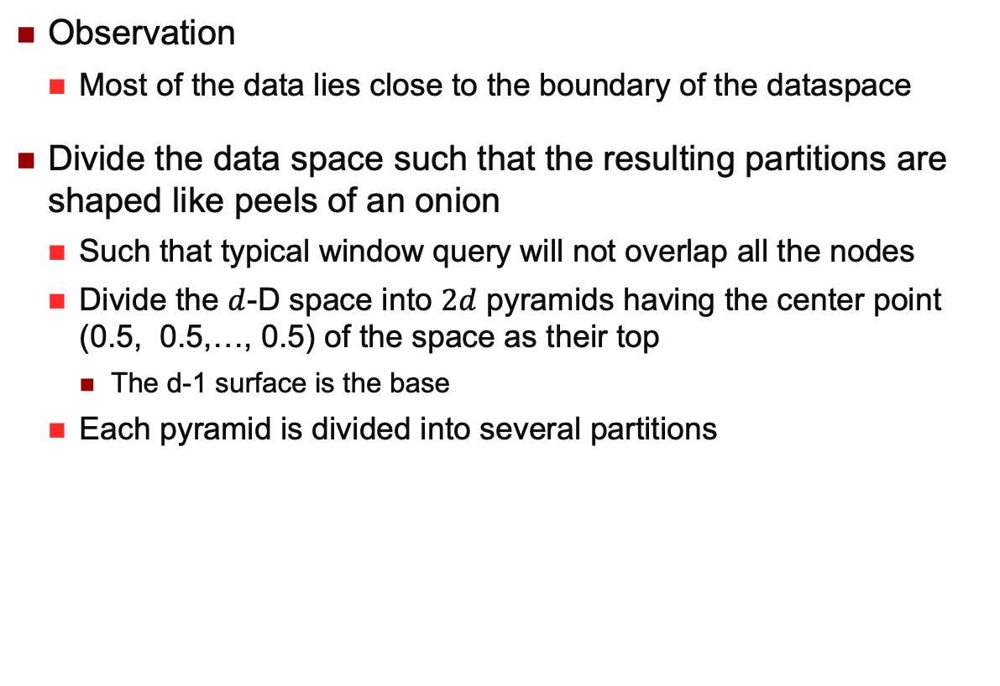 Observation
Most of the data lies close to the boundary of the dataspace
Divide the data space such that the resulting partitions are
shaped like peels of an onion
Such that typical window query will not overlap all the nodes
Divide the d-D space into 2d pyramids having the center point
(0.5,  0.5,…, 0.5) of the space as their top
The d-1 surface is the base
Each pyramid is divided into several partitions